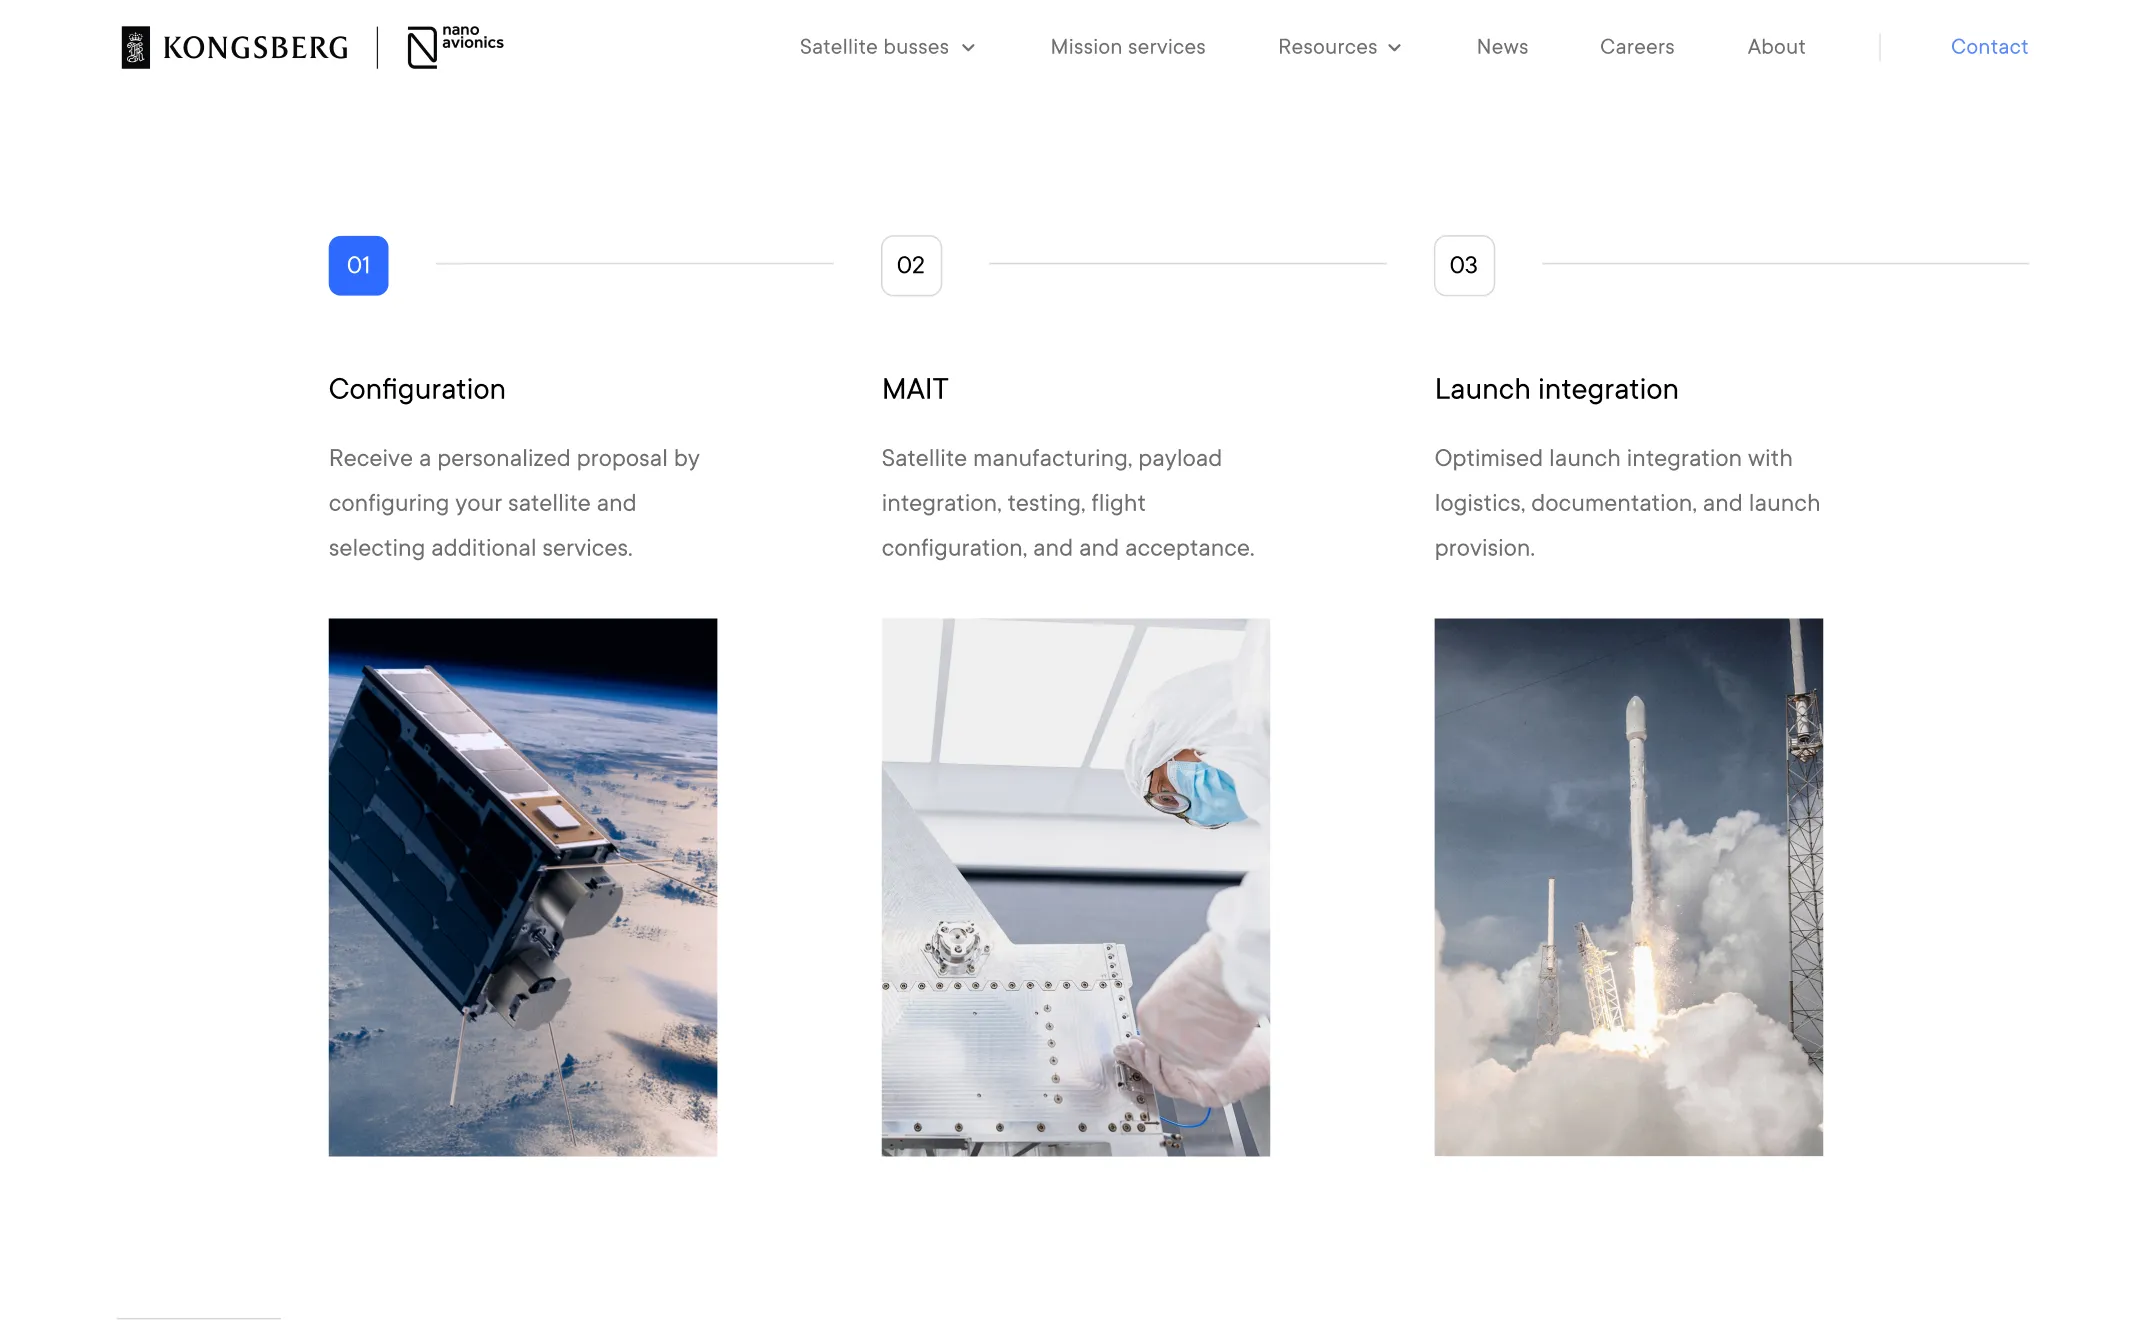 KONGSBERG
nano
avionics
Satellite busses
Mission services
Resources
News
Careers
About
Contact
01
02
03
Configuration
Receive a personalized proposal by
configuring your satellite and
selecting additional services.
MAIT
Satellite manufacturing, payload
integration, testing, flight
configuration, and and acceptance.
Launch integration
Optimised launch integration with
logistics, documentation, and launch
provision.